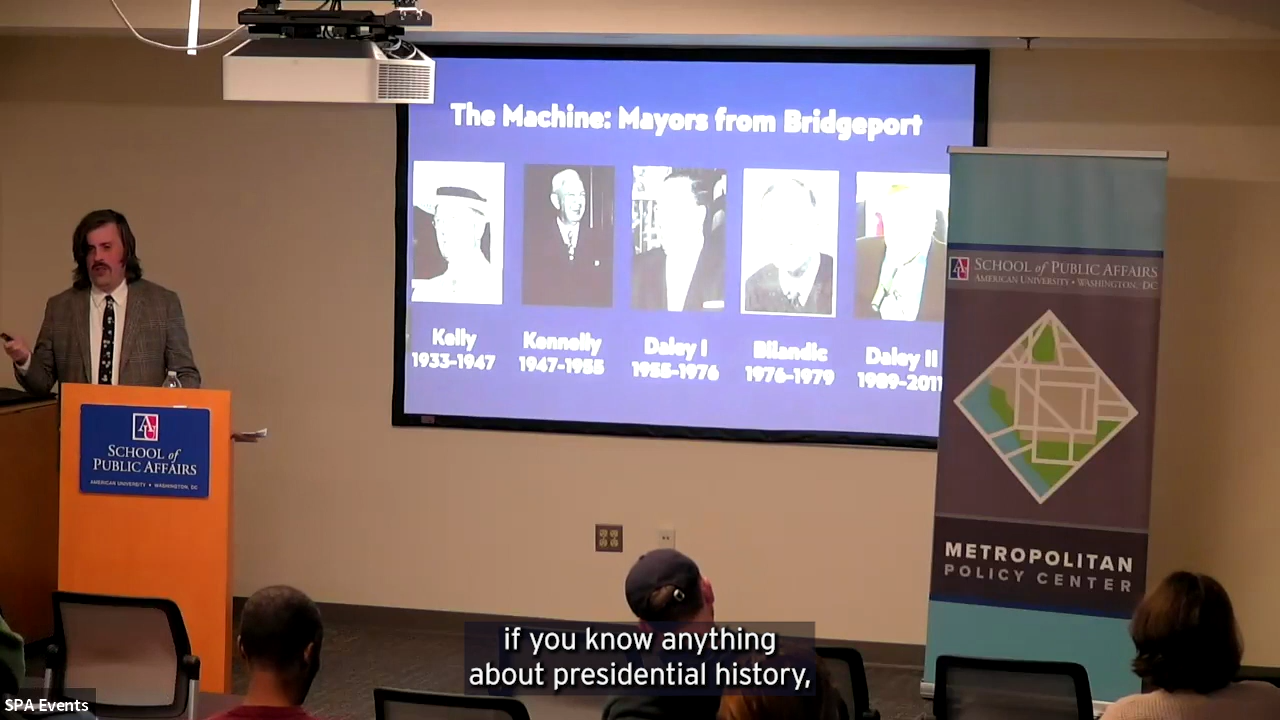 The Machine: Mayors from Bridgeport
Kelly
1933-1947
Kennelly
1947-1955
Daley I
1955-1976
Bilandic
1976-1979
Daley II
1989-2011
SCHOOL of PUBLIC AFFAIRS
AMERICAN UNIVERSITY • WASHINGTON, DC
METROPOLITAN
POLICY CENTER
AU
SCHOOL of
PUBLIC AFFAIRS
AMERICAN UNIVERSITY • WASHINGTON, DC
if you know anything
about presidential history,
SPA Events